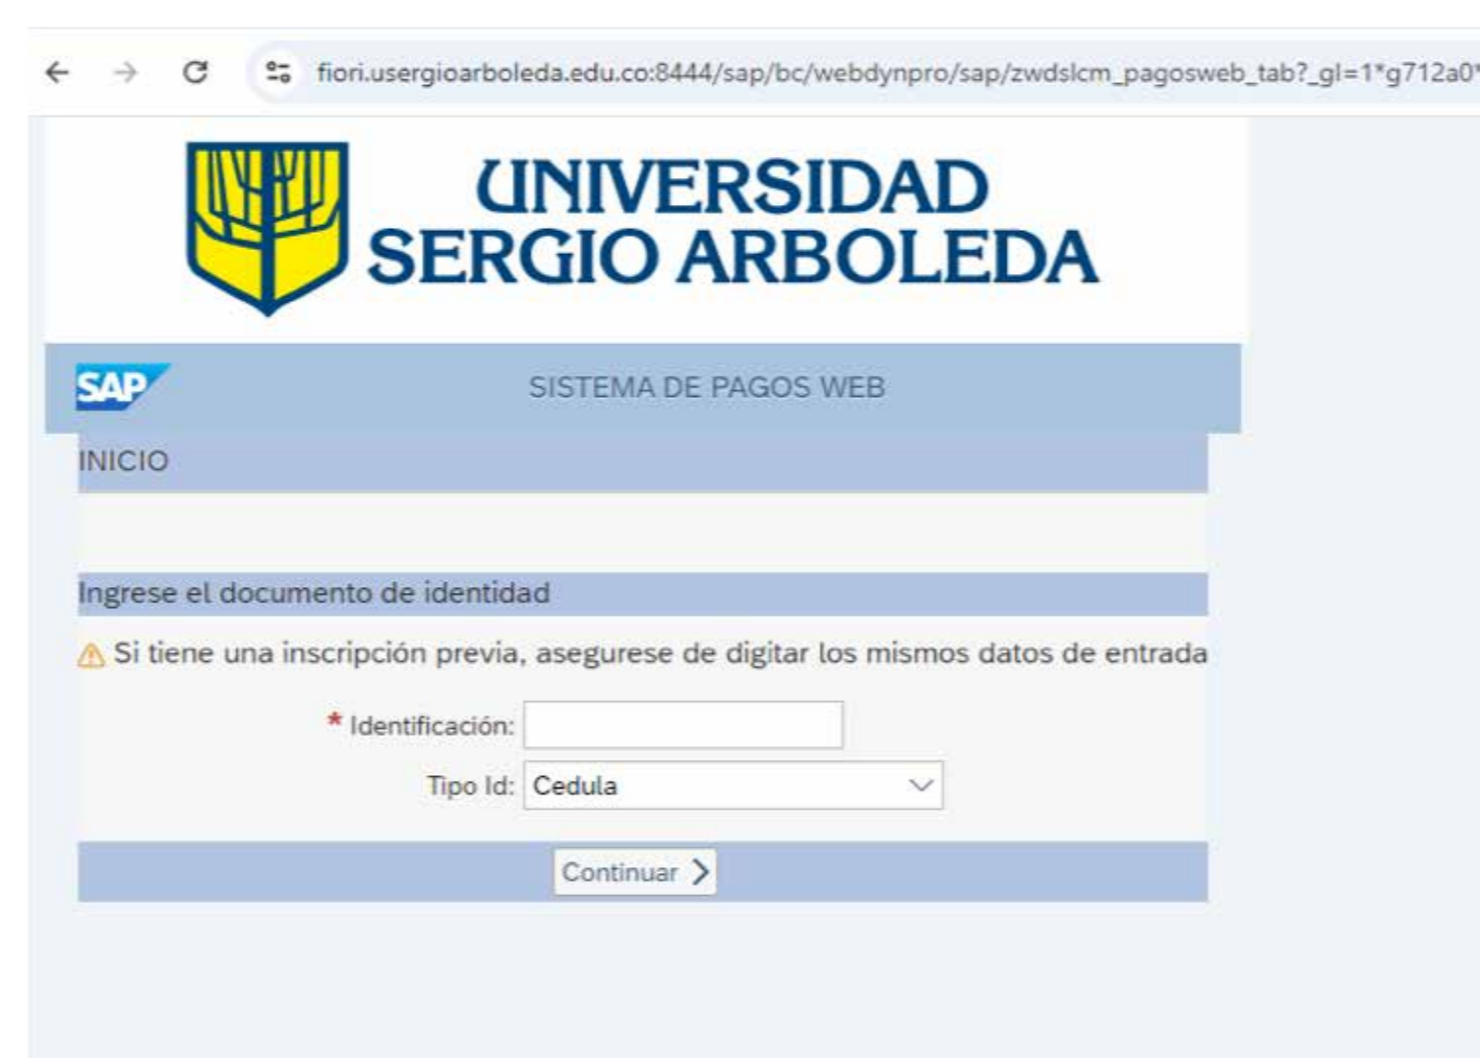 fiori.usergioarboleda.edu.co:8444/sap/bc/webdynpro/sap/zwdslcm_pagosweb_tab?_gl=1*g712a0*
UNIVERSIDAD
SERGIO ARBOLEDA
SAP
SISTEMA DE PAGOS WEB
INICIO
Ingrese el documento de identidad
Si tiene una inscripción previa, asegurese de digitar los mismos datos de entrada
* Identificación:
Tipo Id: Cedula
Continuar